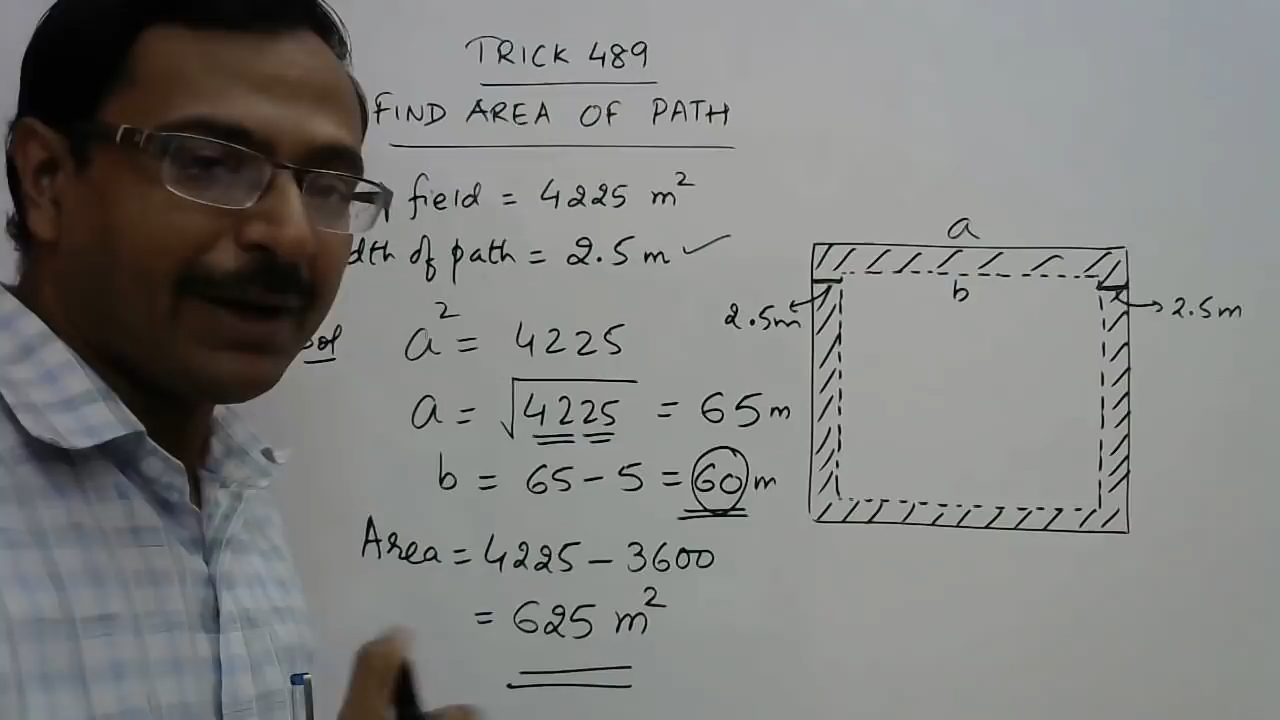 TRICK 489
FIND AREA OF PATH
field = 4225 m²
dth of path = 2.5 m ✓
a² = 4225
a = √4225 = 65 m
b = 65 - 5 = 60 m
Area = 4225 - 3600
= 625 m²
a
b
2.5m
2.5m